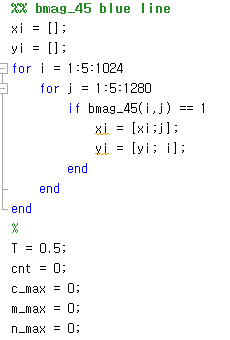 %% bmag_45 blue line
xi = [];
yi = [];
for i = 1:5:1024
for j = 1:5:1280
if bmag_45(i,j) == 1
xi = [xi;j];
yi = [yi; i];
end
end
end
%
T = 0.5;
cnt = 0;
c_max = 0;
m_max = 0;
n_max = 0;